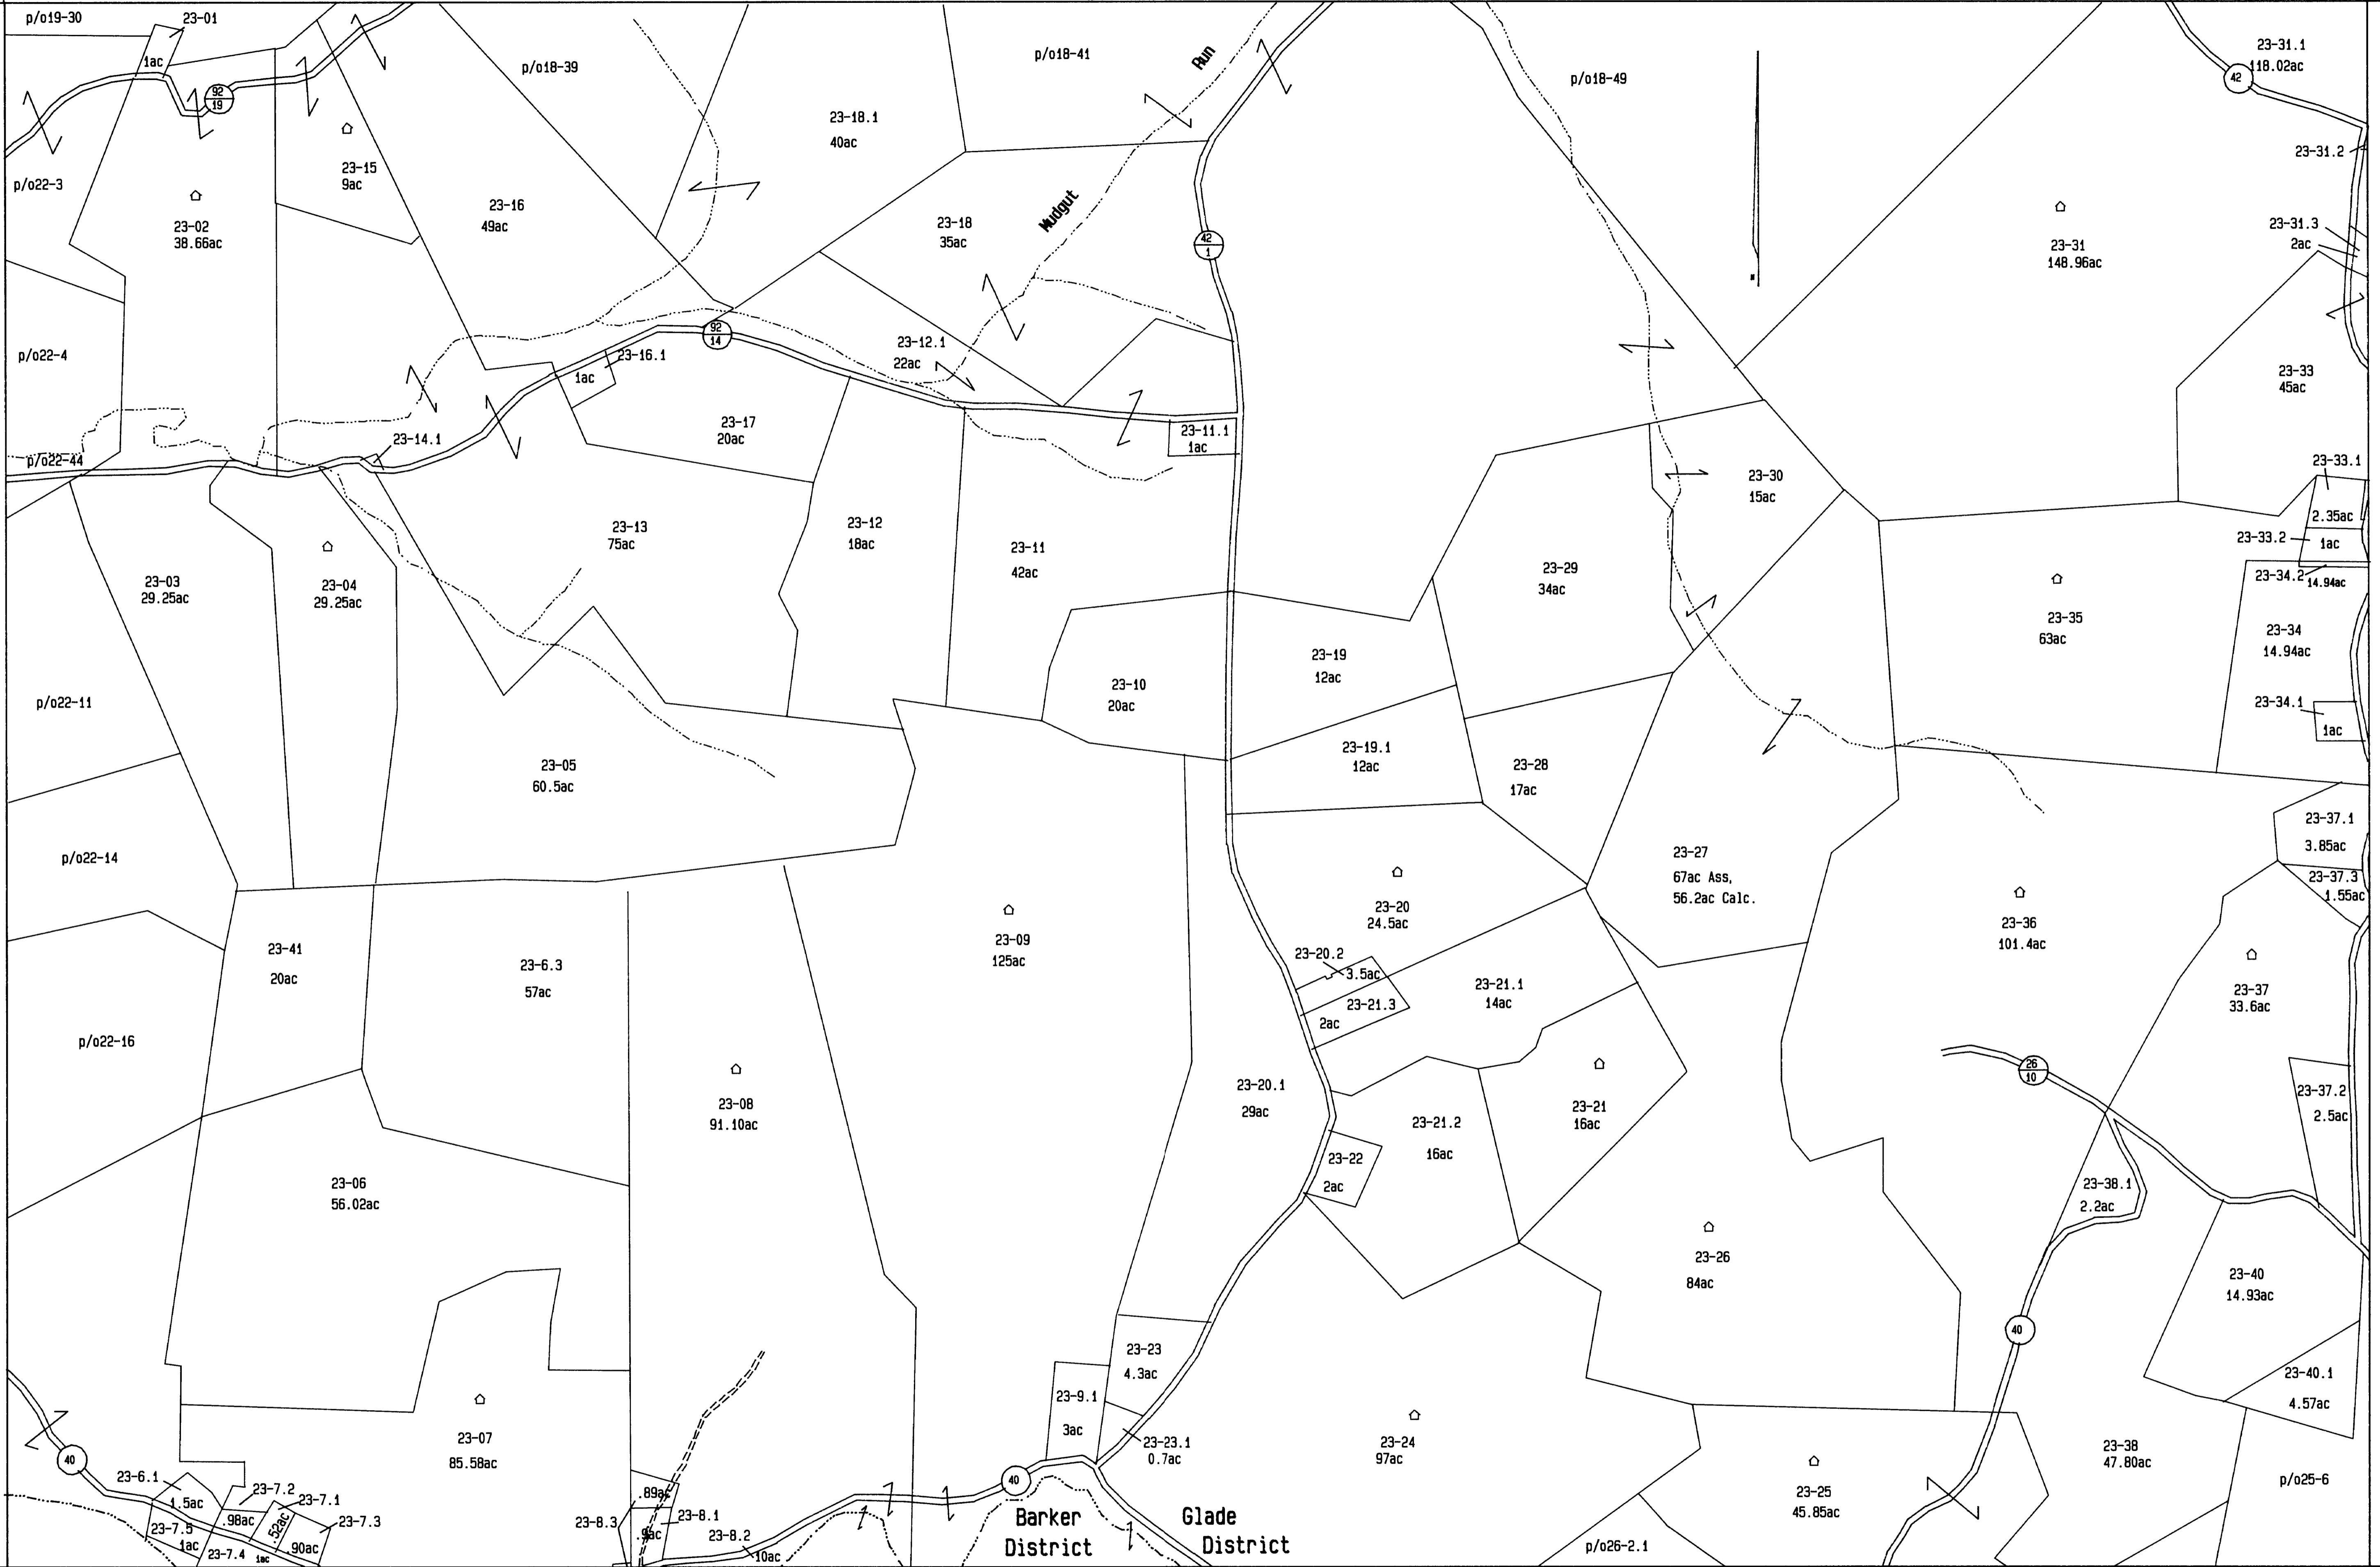 p/o19-30
23-01
1ac
92
19
p/o18-39
p/o18-41
Run
p/o18-49
23-31.1
118.02ac
42
23-18.1
40ac
23-31.2
p/o22-3
23-15
9ac
23-02
38.66ac
23-16
49ac
Mudgut
23-18
35ac
42
1
23-31
148.96ac
23-31.3
2ac
p/o22-4
92
14
23-16.1
1ac
23-12.1
22ac
23-33
45ac
23-17
20ac
23-14.1
23-11.1
1ac
p/o22-44
23-33.1
2.35ac
23-30
15ac
23-13
75ac
23-12
18ac
23-11
42ac
23-33.2
1ac
23-29
34ac
23-34.2
14.94ac
23-03
29.25ac
23-04
29.25ac
23-35
63ac
23-34
14.94ac
23-19
12ac
23-10
20ac
p/o22-11
23-34.1
1ac
23-19.1
12ac
23-05
60.5ac
23-28
17ac
23-37.1
3.85ac
p/o22-14
23-27
67ac Ass,
56.2ac Calc.
23-37.3
1.55ac
23-20
24.5ac
23-36
101.4ac
23-41
20ac
23-6.3
57ac
23-09
125ac
23-20.2
3.5ac
23-21.1
14ac
23-37
33.6ac
23-21.3
2ac
p/o22-16
26
10
23-20.1
29ac
23-37.2
2.5ac
23-08
91.10ac
23-21
16ac
23-21.2
16ac
23-22
2ac
23-06
56.02ac
23-38.1
2.2ac
23-26
84ac
23-40
14.93ac
40
23-23
4.3ac
23-40.1
4.57ac
23-9.1
3ac
23-07
85.58ac
23-23.1
0.7ac
23-24
97ac
23-38
47.80ac
40
23-6.1
1.5ac
40
p/o25-6
23-7.2
.98ac
23-7.1
.52ac
.89ac
23-25
45.85ac
23-7.5
1ac
23-7.3
.90ac
23-8.3
23-8.1
.9ac
23-8.2
10ac
Barker
District
Glade
District
23-7.4
1ac
p/o26-2.1